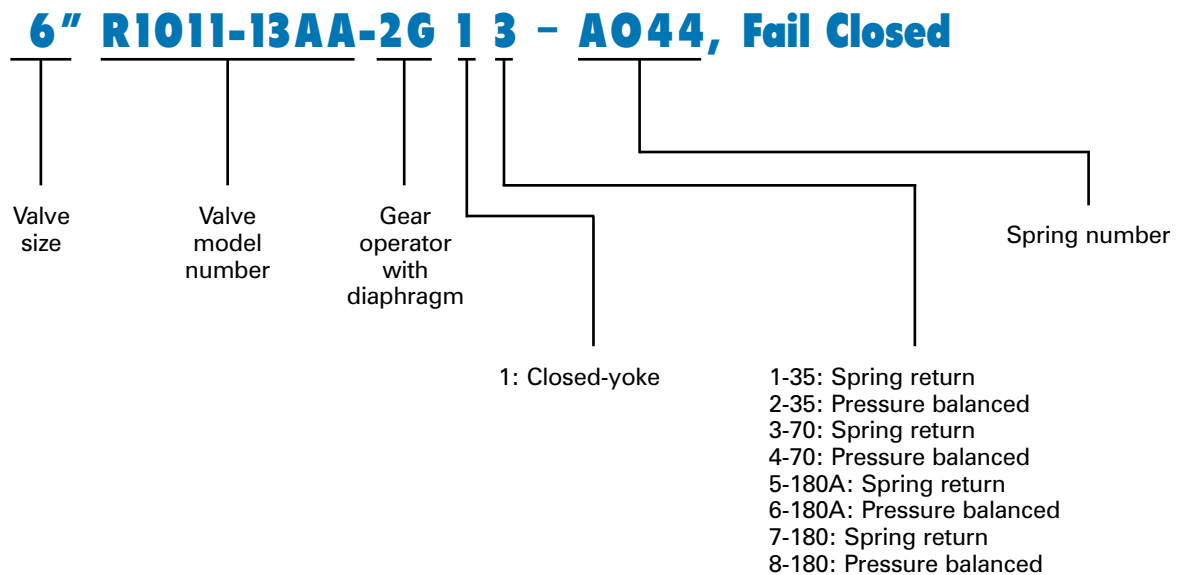 6″ R1011-13AA-2G 1 3 – AO44, Fail Closed
Valve
size
Valve
model
number
Gear
operator
with
diaphragm
Spring number
1: Closed-yoke
1-35: Spring return
2-35: Pressure balanced
3-70: Spring return
4-70: Pressure balanced
5-180A: Spring return
6-180A: Pressure balanced
7-180: Spring return
8-180: Pressure balanced